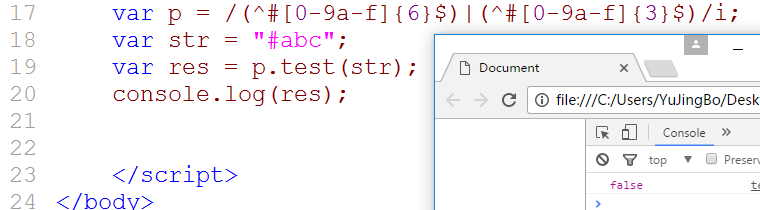 17 var p = /(^#[0-9a-f]{6}$)|(^#[0-9a-f]{3}$)/i;
18 var str = "#abc";
19 var res = p.test(str);
20 console.log(res);
21
22
23 </script>
24 </body>
Document
file:///C:/Users/YuJingBo/Desk
Console
top Preserv
false te